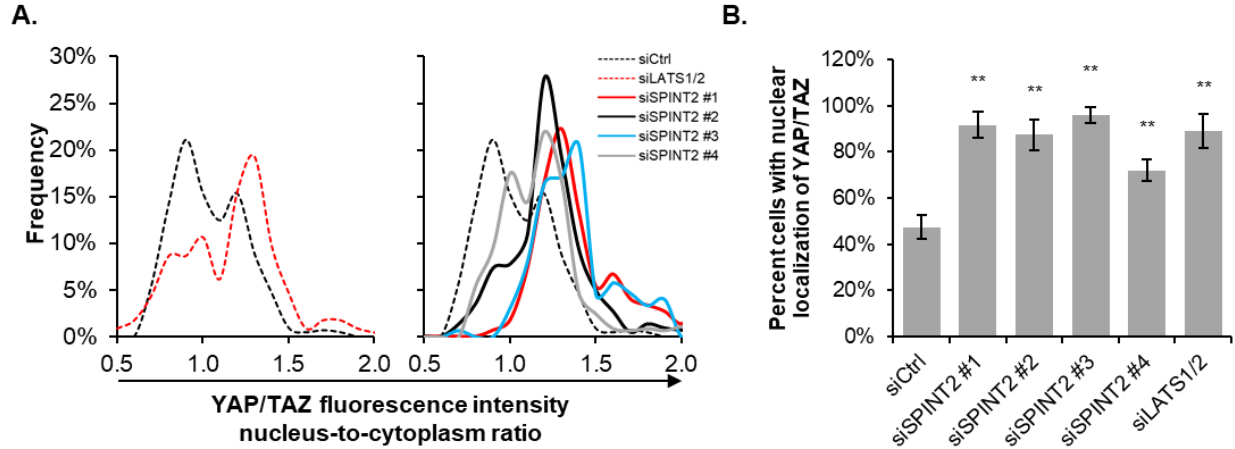 A.
30%
25%
20%
15%
10%
5%
0%
Frequency
0.5
1.0
1.5
2.0
0.5
1.0
1.5
2.0
siCtrl
siLATS1/2
siSPINT2 #1
siSPINT2 #2
siSPINT2 #3
siSPINT2 #4
YAP/TAZ fluorescence intensity
nucleus-to-cytoplasm ratio
B.
Percent cells with nuclear
localization of YAP/TAZ
120%
100%
80%
60%
40%
20%
0%
**
**
**
**
**
siCtrl
siSPINT2 #1
siSPINT2 #2
siSPINT2 #3
siSPINT2 #4
siLATS1/2